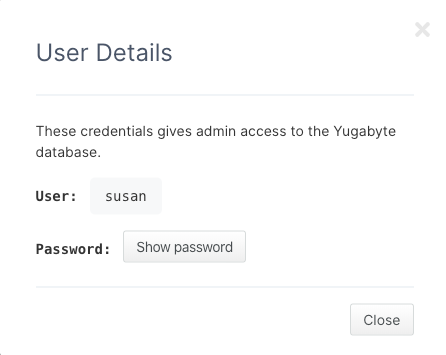 User Details
These credentials gives admin access to the Yugabyte
database.
User: susan
Password: Show password
Close